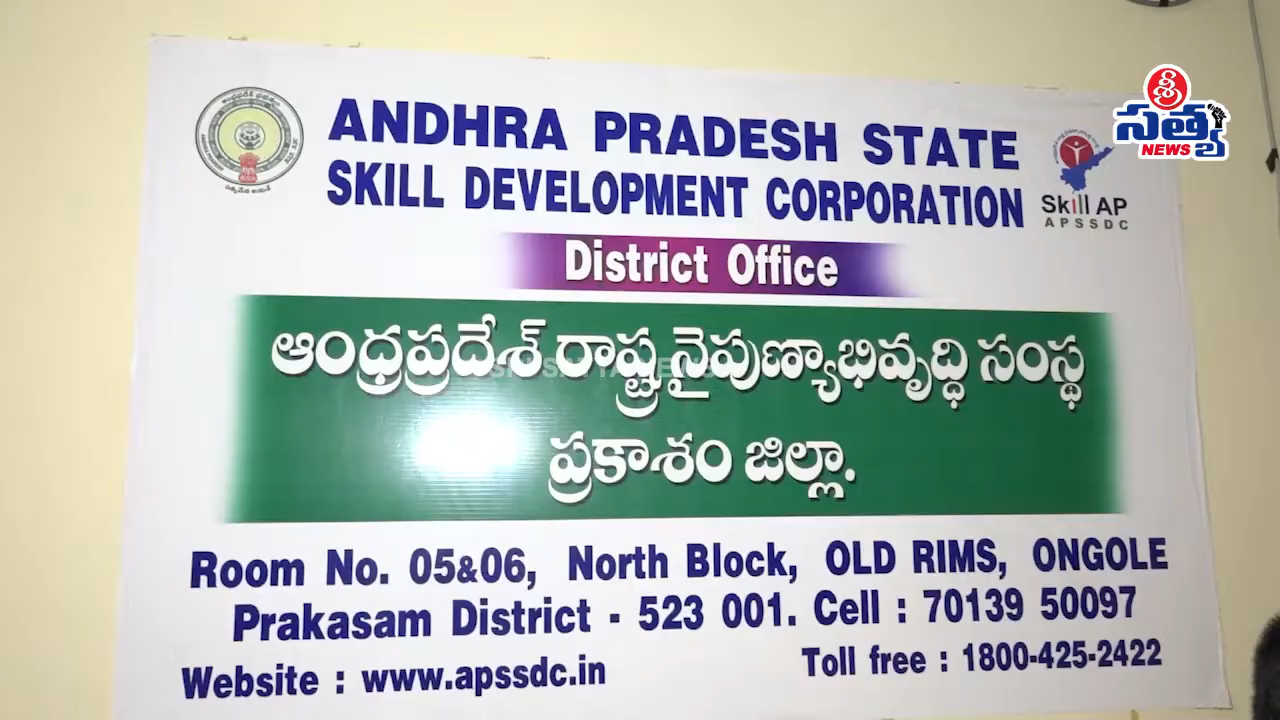 ANDHRA PRADESH STATE
SKILL DEVELOPMENT CORPORATION
Skill AP
APSSDC
శ్రీ
సత్య
NEWS
District Office
ఆంధ్రప్రదేశ్ రాష్ట్ర నైపుణ్యాభివృద్ధి సంస్థ
ప్రకాశం జిల్లా.
Room No. 05&06, North Block, OLD RIMS, ONGOLE
Prakasam District - 523 001. Cell : 70139 50097
Website : www.apssdc.in
Toll free : 1800-425-2422